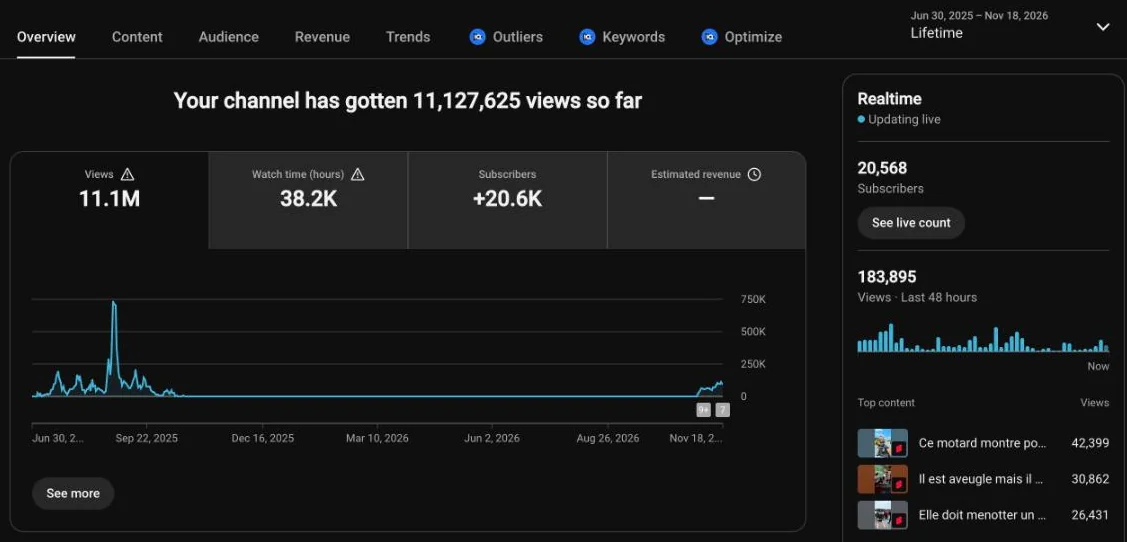 Overview Content Audience Revenue Trends Outliers Keywords Optimize
Jun 30, 2025 – Nov 18, 2026
Lifetime
Your channel has gotten 11,127,625 views so far
Views
11.1M
Watch time (hours)
38.2K
Subscribers
+20.6K
Estimated revenue
—
750K
500K
250K
0
9+ 7
Jun 30, 2... Sep 22, 2025 Dec 16, 2025 Mar 10, 2026 Jun 2, 2026 Aug 26, 2026 Nov 18, 2...
See more
Realtime
Updating live
20,568
Subscribers
See live count
183,895
Views · Last 48 hours
Now
Top content Views
Ce motard montre po... 42,399
Il est aveugle mais il ... 30,862
Elle doit menotter un ... 26,431